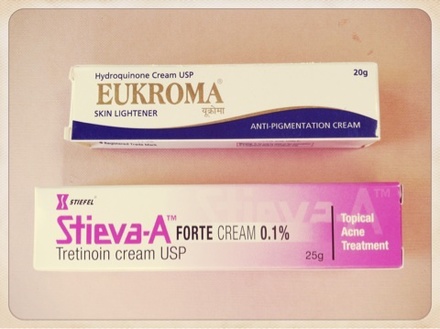 Hydroquinone Cream USP
20g
EUKROMA®
यूक्रोमा
SKIN LIGHTENER
ANTI-PIGMENTATION CREAM
STIEFEL®
Stieva-A™ FORTE CREAM 0.1%
Tretinoin cream USP
25g
Topical
Acne
Treatment